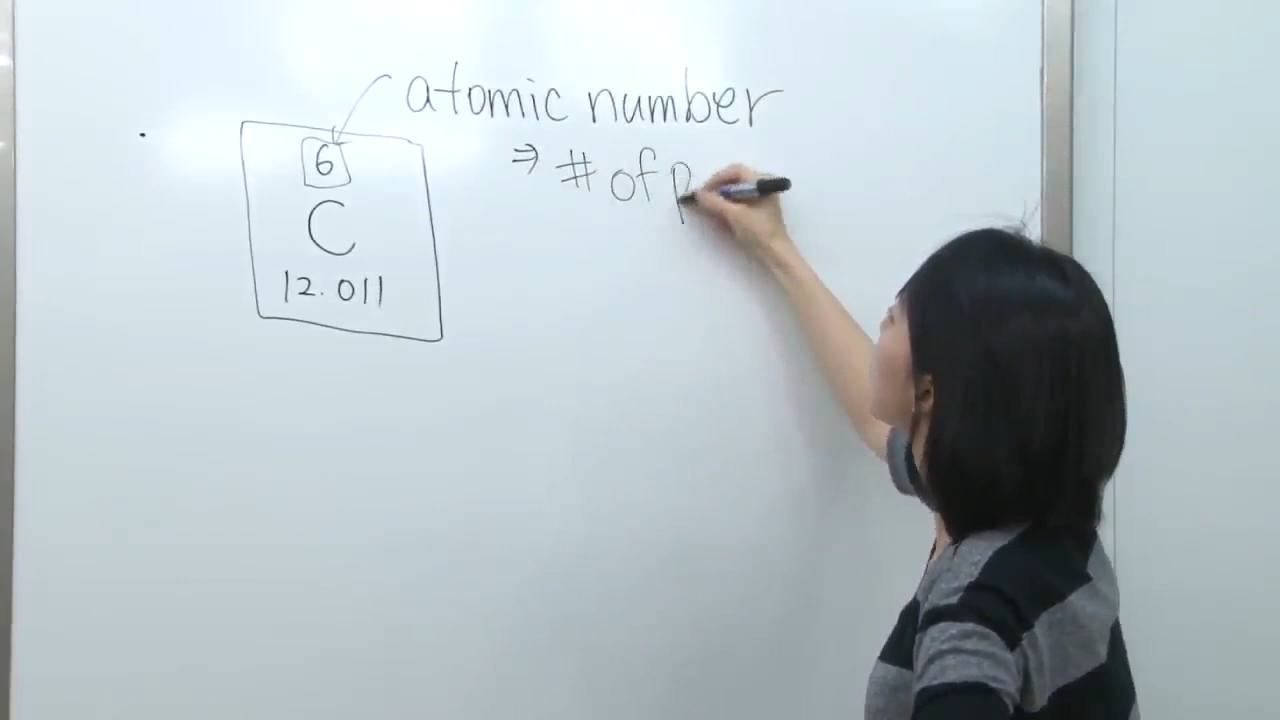 atomic number
⇒ # of p
6
C
12.011